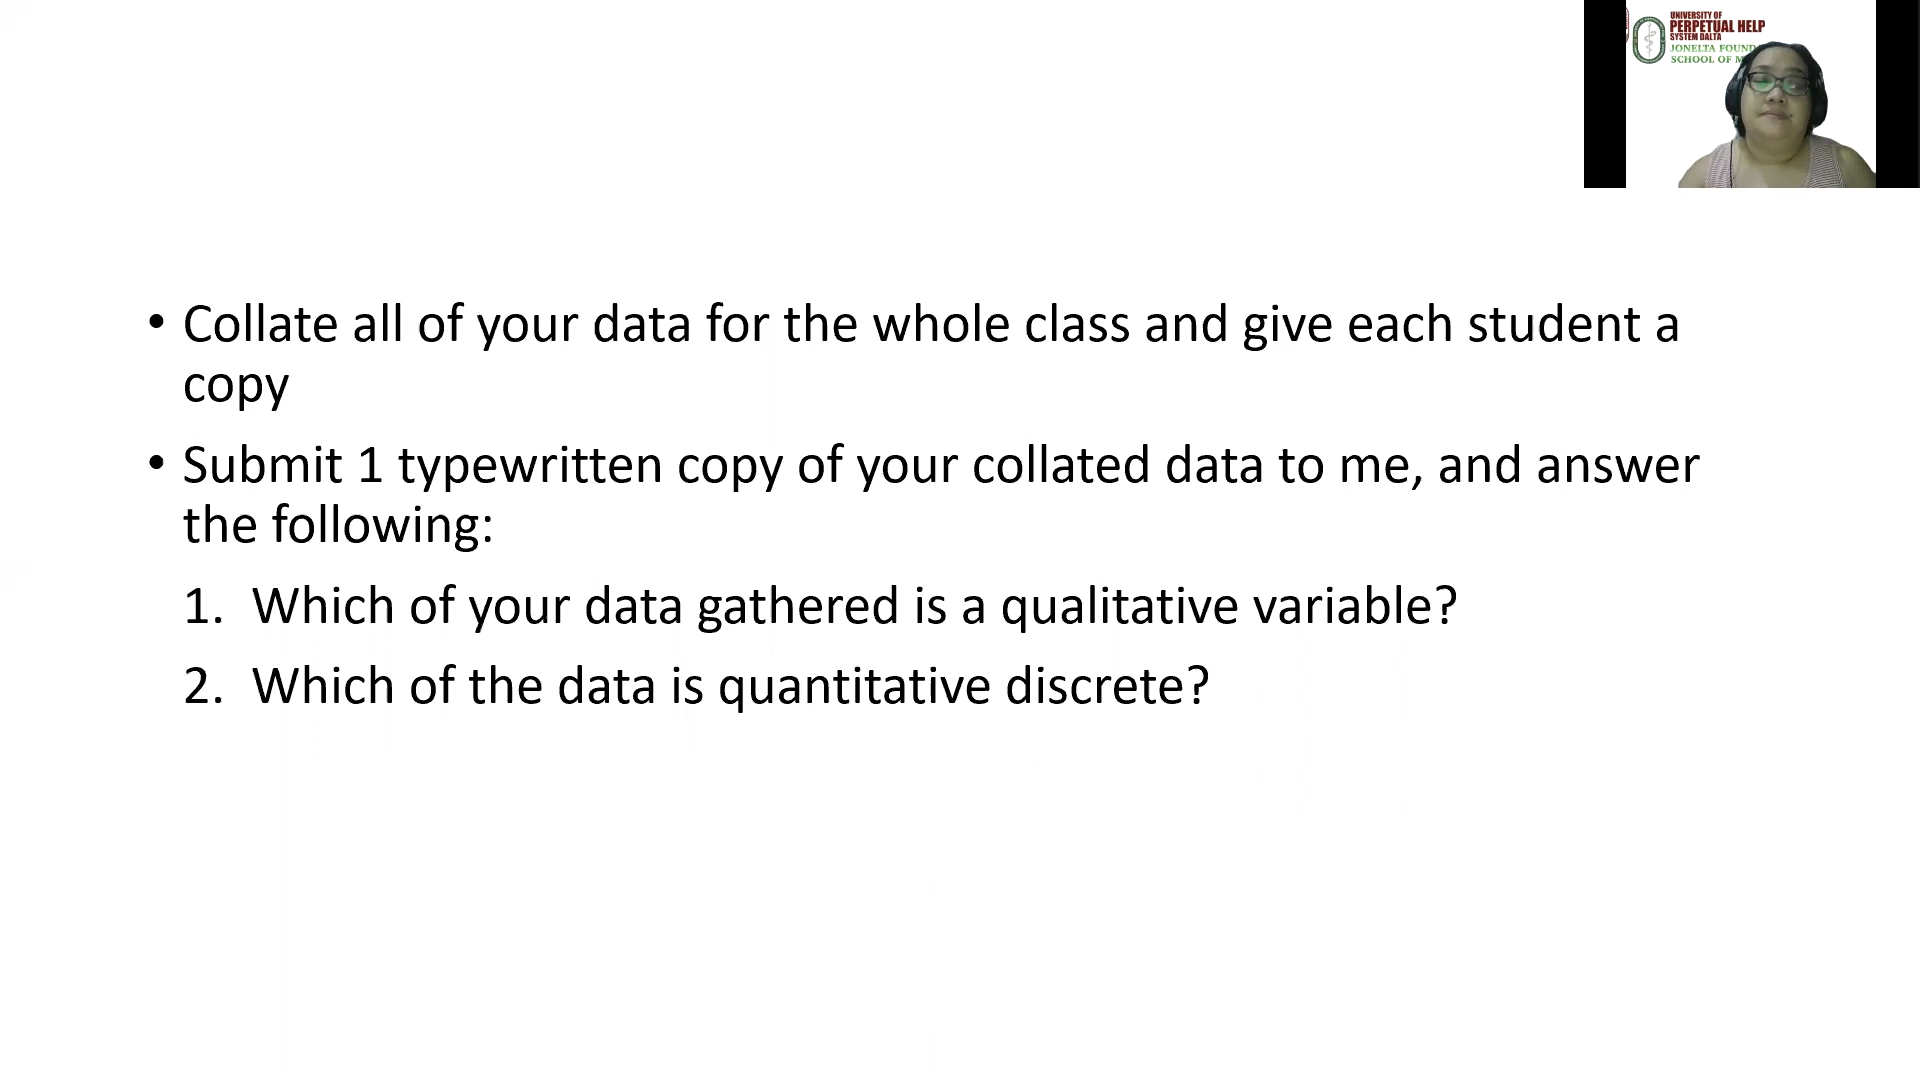 UNIVERSITY OF
PERPETUAL HELP
SYSTEM DALTA
JONELTA
SCHOOL OF
• Collate all of your data for the whole class and give each student a
copy
• Submit 1 typewritten copy of your collated data to me, and answer
the following:
1. Which of your data gathered is a qualitative variable?
2. Which of the data is quantitative discrete?